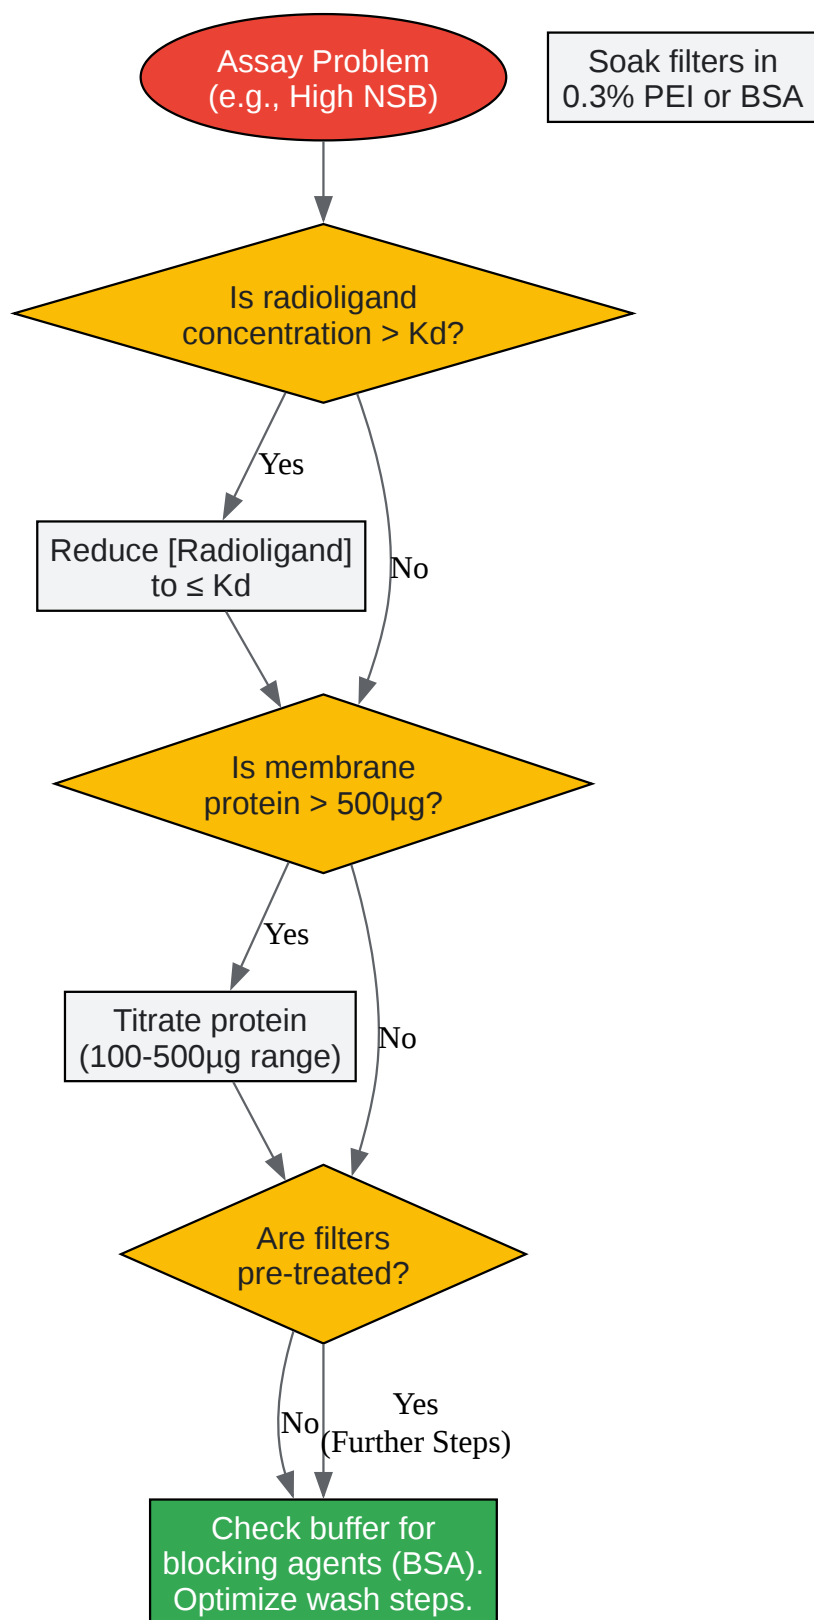 Assay Problem
(e.g., High NSB)
Soak filters in
0.3% PEI or BSA
Is radioligand
concentration > Kd?
Yes
Reduce [Radioligand]
to ≤ Kd
No
Is membrane
protein > 500µg?
Yes
Titrate protein
(100-500µg range)
No
Are filters
pre-treated?
No
Yes
(Further Steps)
Check buffer for
blocking agents (BSA).
Optimize wash steps.